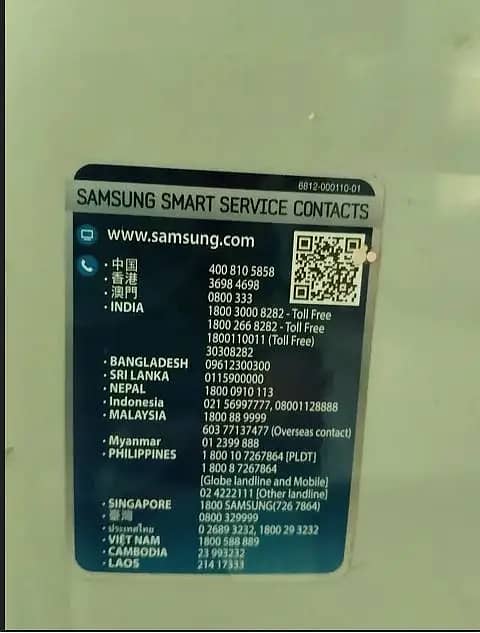 6812-000110-01
SAMSUNG SMART SERVICE CONTACTS
www.samsung.com
· 中国 400 810 5858
· 香港 3698 4698
· 澳門 0800 333
· INDIA 1800 3000 8282 - Toll Free
1800 266 8282 - Toll Free
1800110011 (Toll Free)
30308282
· BANGLADESH 09612300300
· SRI LANKA 0115900000
· NEPAL 1800 0910 113
· Indonesia 021 56997777, 08001128888
· MALAYSIA 1800 88 9999
603 77137477 (Overseas contact)
· Myanmar 01 2399 888
· PHILIPPINES 1 800 10 7267864 [PLDT]
1 800 8 7267864
[Globe landline and Mobile]
02 4222111 [Other landline]
· SINGAPORE 1800 SAMSUNG(726 7864)
· 臺灣 0800 329999
· ประเทศไทย 0 2689 3232, 1800 29 3232
· VIỆT NAM 1800 588 889
· CAMBODIA 23 993232
· LAOS 214 17333